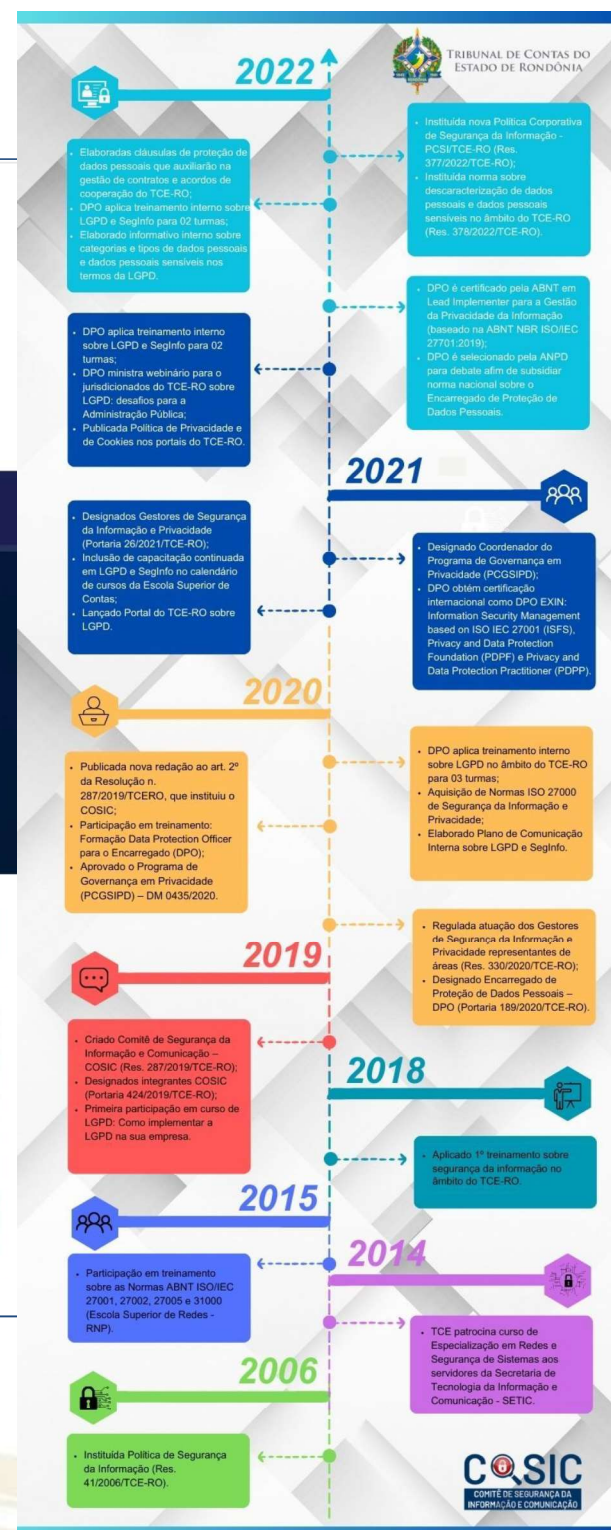 TRIBUNAL DE CONTAS DO
ESTADO DE RONDÔNIA
2022
Instituída nova Política Corporativa
de Segurança da Informação -
PCSI/TCE-RO (Res.
377/2022/TCE-RO);
Instituída norma sobre
descaracterização de dados
pessoais e dados pessoais
sensíveis no âmbito do TCE-RO
(Res. 378/2022/TCE-RO).
Elaboradas cláusulas de proteção de
dados pessoais que auxiliarão na
gestão de contratos e acordos de
cooperação do TCE-RO;
DPO aplica treinamento interno sobre
LGPD e SegInfo para 02 turmas;
Elaborado informativo interno sobre
categorias e tipos de dados pessoais
e dados pessoais sensíveis nos
termos da LGPD.
DPO é certificado pela ABNT em
Lead Implementer para a Gestão
da Privacidade da Informação
(baseado na ABNT NBR ISO/IEC
27701:2019);
DPO é selecionado pela ANPD
para debate afim de subsidiar
norma nacional sobre o
Encarregado de Proteção de
Dados Pessoais.
DPO aplica treinamento interno
sobre LGPD e SegInfo para 02
turmas;
DPO ministra webinário para o
jurisdicionados do TCE-RO sobre
LGPD: desafios para a
Administração Pública;
Publicada Política de Privacidade e
de Cookies nos portais do TCE-RO.
2021
Designados Gestores de Segurança
da Informação e Privacidade
(Portaria 26/2021/TCE-RO);
Inclusão de capacitação continuada
em LGPD e SegInfo no calendário
de cursos da Escola Superior de
Contas;
Lançado Portal do TCE-RO sobre
LGPD.
Designado Coordenador do
Programa de Governança em
Privacidade (PCGSIPD);
DPO obtém certificação
internacional como DPO EXIN:
Information Security Management
based on ISO IEC 27001 (ISFS),
Privacy and Data Protection
Foundation (PDPF) e Privacy and
Data Protection Practitioner (PDPP).
2020
DPO aplica treinamento interno
sobre LGPD no âmbito do TCE-RO
para 03 turmas;
Aquisição de Normas ISO 27000
de Segurança da Informação e
Privacidade;
Elaborado Plano de Comunicação
Interna sobre LGPD e SegInfo.
Publicada nova redação ao art. 2º
da Resolução n.
287/2019/TCERO, que instituiu o
COSIC;
Participação em treinamento:
Formação Data Protection Officer
para o Encarregado (DPO);
Aprovado o Programa de
Governança em Privacidade
(PCGSIPD) – DM 0435/2020.
Regulada atuação dos Gestores
de Segurança da Informação e
Privacidade representantes de
áreas (Res. 330/2020/TCE-RO);
Designado Encarregado de
Proteção de Dados Pessoais –
DPO (Portaria 189/2020/TCE-RO).
2019
Criado Comitê de Segurança da
Informação e Comunicação –
COSIC (Res. 287/2019/TCE-RO);
Designados integrantes COSIC
(Portaria 424/2019/TCE-RO);
Primeira participação em curso de
LGPD: Como implementar a
LGPD na sua empresa.
2018
Aplicado 1º treinamento sobre
segurança da informação no
âmbito do TCE-RO.
2015
Participação em treinamento
sobre as Normas ABNT ISO/IEC
27001, 27002, 27005 e 31000
(Escola Superior de Redes -
RNP).
2014
TCE patrocina curso de
Especialização em Redes e
Segurança de Sistemas aos
servidores da Secretaria de
Tecnologia da Informação e
Comunicação - SETIC.
2006
Instituída Política de Segurança
da Informação (Res.
41/2006/TCE-RO).
COSIC
COMITÊ DE SEGURANÇA DA
INFORMAÇÃO E COMUNICAÇÃO